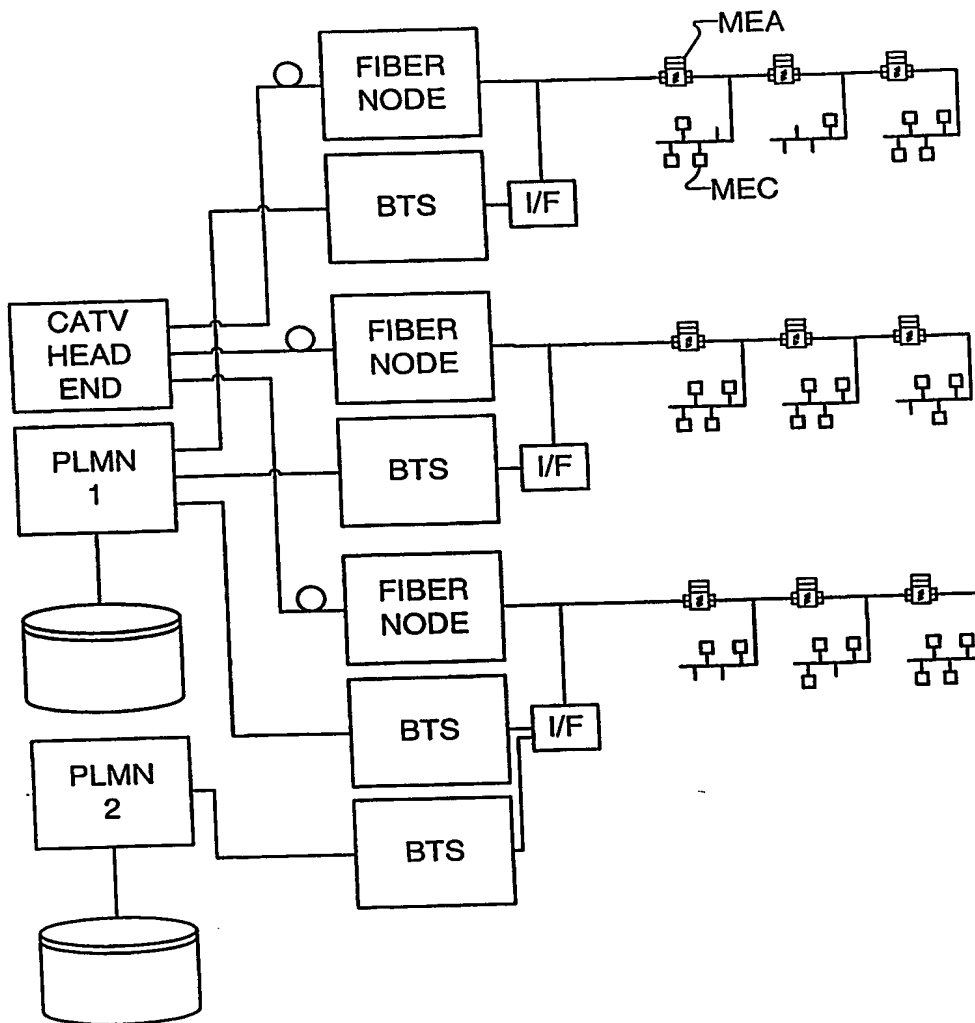 FIBER
NODE
MEA
BTS
I/F
MEC
CATV
HEAD
END
FIBER
NODE
PLMN
1
BTS
I/F
FIBER
NODE
BTS
I/F
PLMN
2
BTS